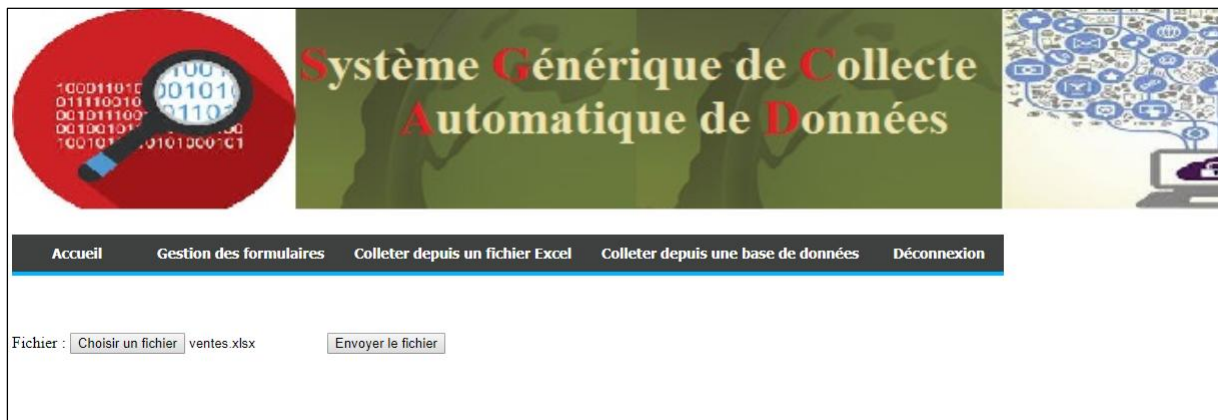 Système Générique de Collecte
Automatique de Données
Accueil Gestion des formulaires Colleter depuis un fichier Excel Colleter depuis une base de données Déconnexion
Fichier : Choisir un fichier ventes.xlsx Envoyer le fichier